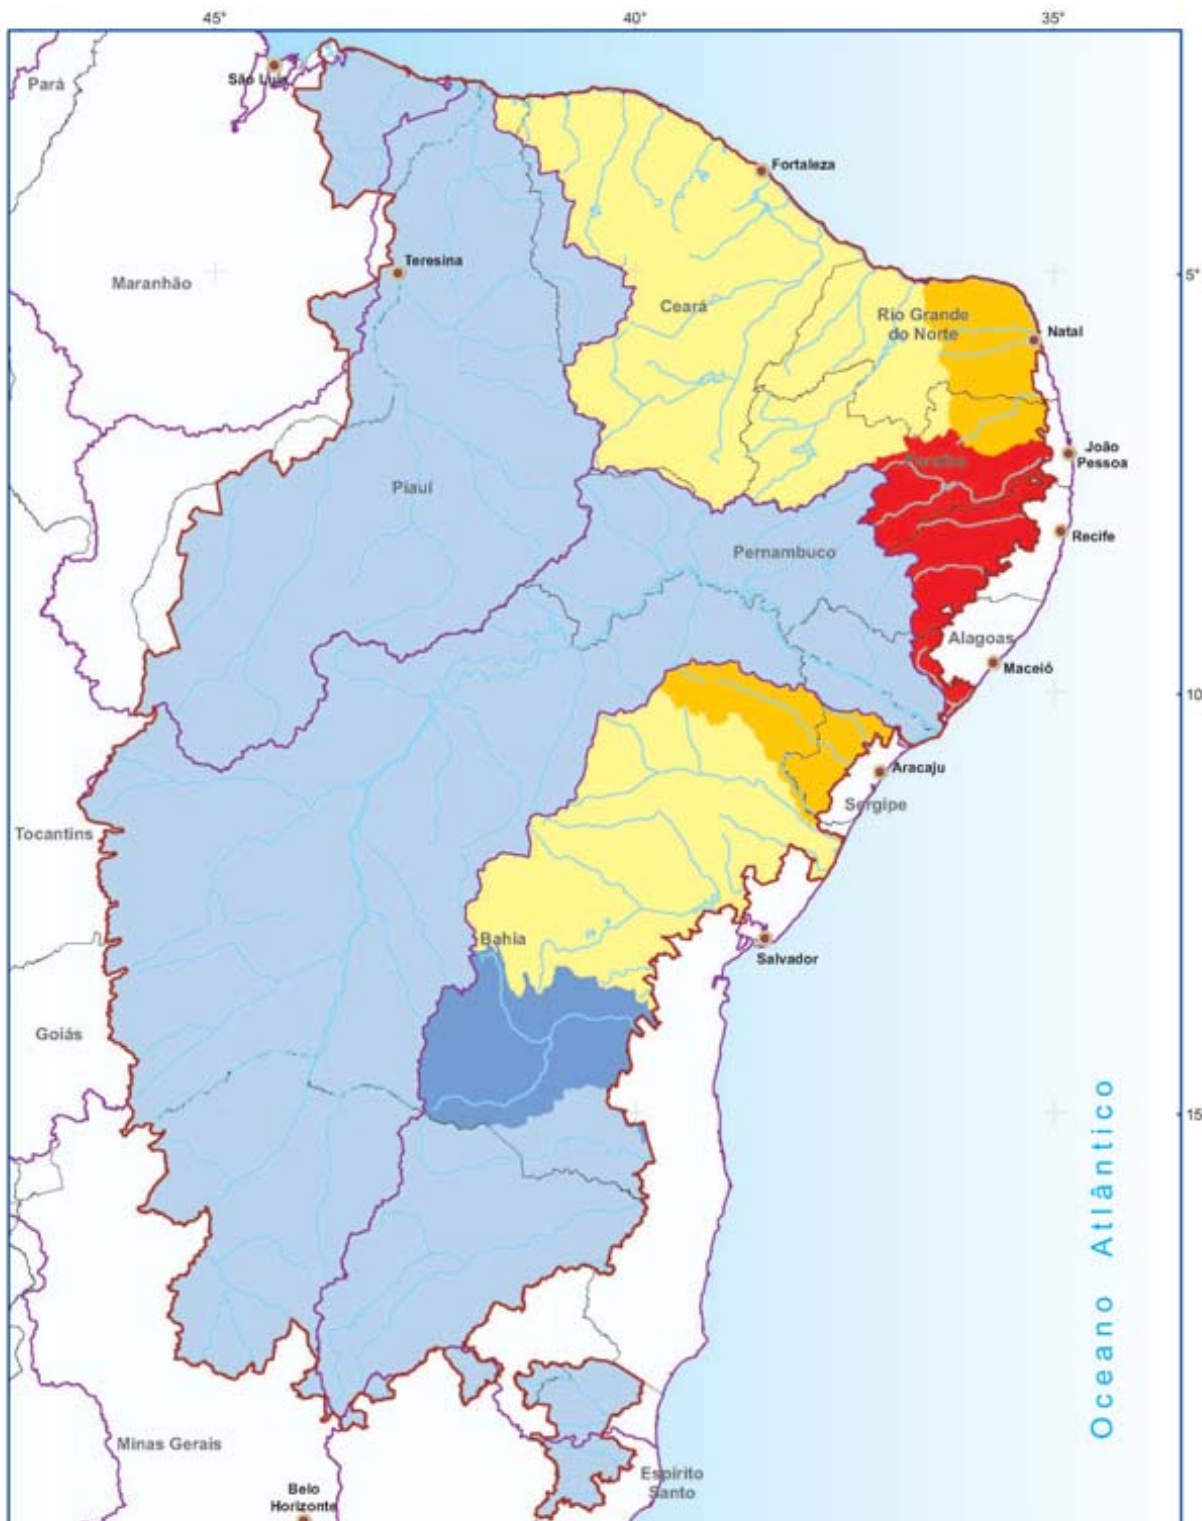 45°
40°
35°
Pará
São Luis
Fortaleza
Maranhão
Teresina
5°
Ceará
Rio Grande
do Norte
Natal
Paraíba
João
Pessoa
Piauí
Recife
Pernambuco
Alagoas
Maceió
10
Aracaju
Sergipe
Tocantins
Bahia
Salvador
Goiás
15
Oceano Atlântico
Minas Gerais
Espírito
Santo
Belo
Horizonte